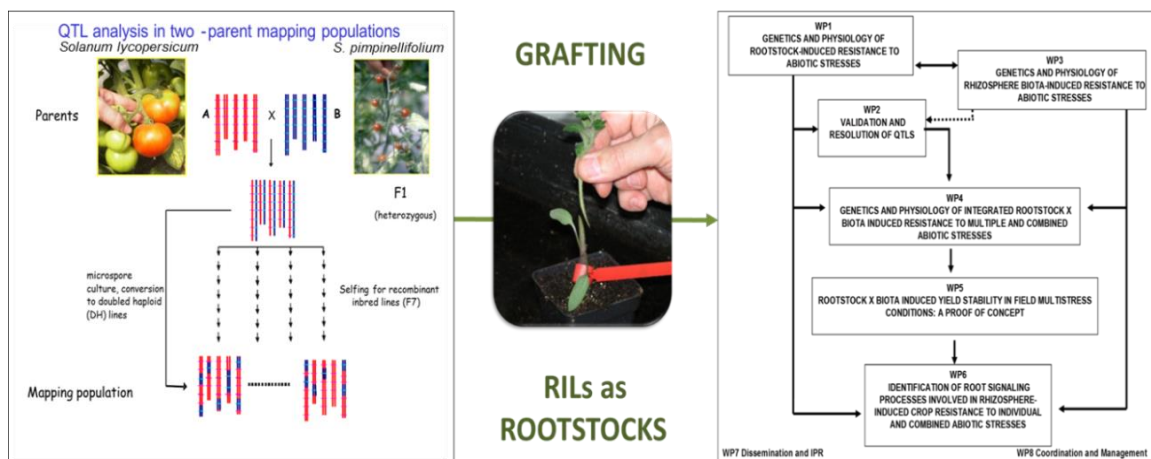 QTL analysis in two -parent mapping populations
Solanum lycopersicum
S. pimpinellifolium
Parents
A
X
B
F1
(heterozygous)
microspore
culture, conversion
to doubled haploid
(DH) lines
Selfing for recombinant
inbred lines (F7)
Mapping population
GRAFTING
RILs as
ROOTSTOCKS
WP1
GENETICS AND PHYSIOLOGY OF
ROOTSTOCK-INDUCED RESISTANCE TO
ABIOTIC STRESSES
WP3
GENETICS AND PHYSIOLOGY OF
RHIZOSPHERE BIOTA-INDUCED RESISTANCE TO
ABIOTIC STRESSES
WP2
VALIDATION AND
RESOLUTION OF QTLS
WP4
GENETICS AND PHYSIOLOGY OF INTEGRATED ROOTSTOCK X
BIOTA INDUCED RESISTANCE TO MULTIPLE AND COMBINED
ABIOTIC STRESSES
WP5
ROOTSTOCK X BIOTA INDUCED YIELD STABILITY IN FIELD MULTISTRESS
CONDITIONS: A PROOF OF CONCEPT
WP6
IDENTIFICATION OF ROOT SIGNALING
PROCESSES INVOLVED IN RHIZOSPHERE-
INDUCED CROP RESISTANCE TO INDIVIDUAL
AND COMBINED ABIOTIC STRESSES
WP7 Dissemination and IPR
WP8 Coordination and Management